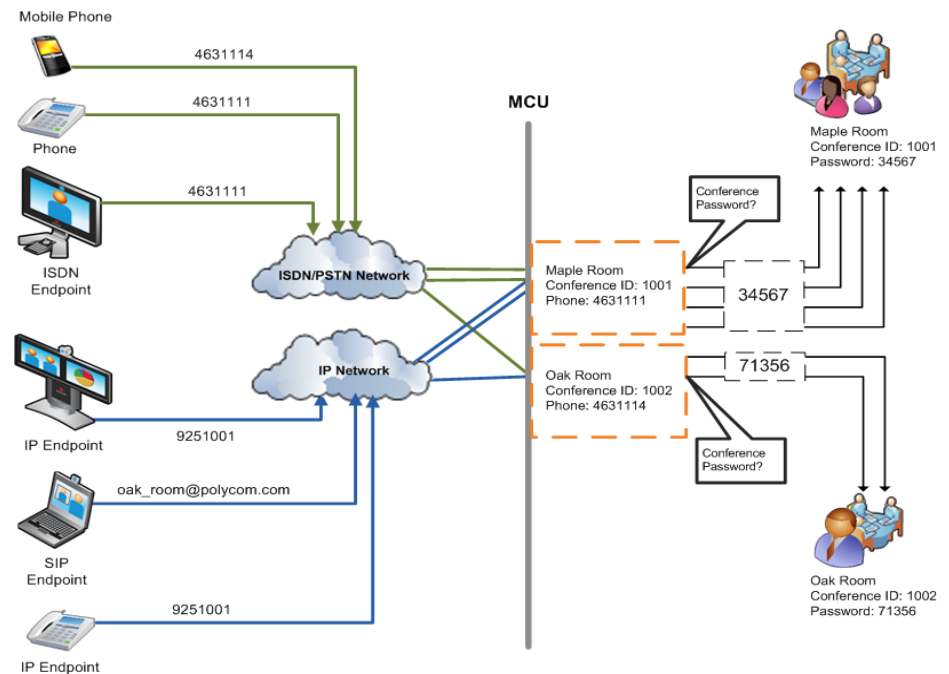 Mobile Phone
4631114
4631111
Phone
4631111
ISDN
Endpoint
ISDN/PSTN Network
MCU
Maple Room
Conference ID: 1001
Password: 34567
Conference
Password?
Maple Room
Conference ID: 1001
Phone: 4631111
34567
IP Network
Oak Room
Conference ID: 1002
Phone: 4631114
71356
Conference
Password?
IP Endpoint
9251001
oak_room@polycom.com
SIP
Endpoint
9251001
IP Endpoint
Oak Room
Conference ID: 1002
Password: 71356